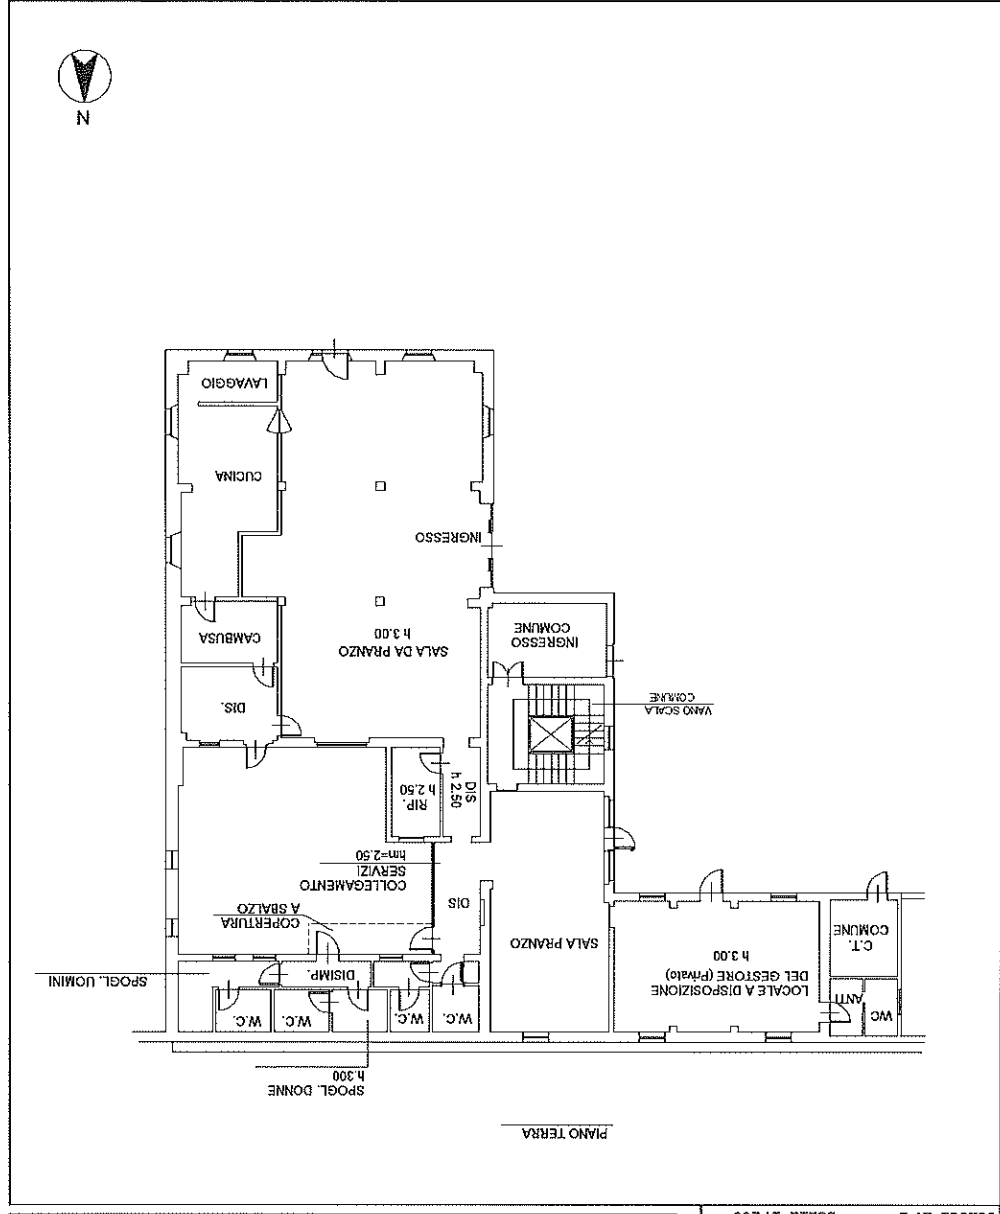 N
LAVAGGIO
CUCINA
INGRESSO
CAMBUSA
SALA DA PRANZO
h 3.00
INGRESSO
COMUNE
DIS.
VANO SCALA
COMUNE
RIP.
h 2.50
DIS
h 2.50
COLLEGAMENTO
SERVIZI
hm=2.50
COPERTURA
A SBALZO
DIS
SALA PRANZO
LOCALE A DISPOSIZIONE
DEL GESTORE (Privato)
h 3.00
C.T.
COMUNE
SPOGL. UOMINI
DISIMP.
ANTI
WC
W.C.
W.C.
W.C.
W.C.
SPOGL. DONNE
h.300
PIANO TERRA